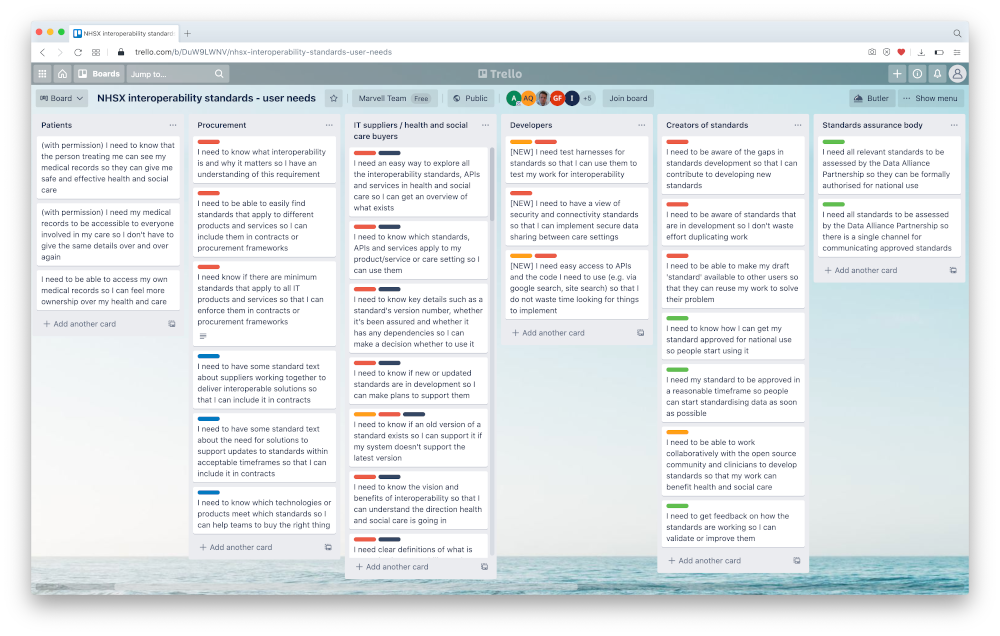 NHSX interoperability standards
trello.com/b/DuW9LWNV/nhsx-interoperability-standards-user-needs
Boards
Jump to...
Trello
Board
NHSX interoperability standards - user needs
Marvell Team Free
Public
A AQ GF I +5
Join board
Butler
··· Show menu
Patients
(with permission) I need to know that
the person treating me can see my
medical records so they can give me
safe and effective health and social
care
(with permission) I need my medical
records to be accessible to everyone
involved in my care so I don't have to
give the same details over and over
again
I need to be able to access my own
medical records so I can feel more
ownership over my health and care
+ Add another card
Procurement
I need to know what interoperability
is and why it matters so I have an
understanding of this requirement
I need to be able to easily find
standards that apply to different
products and services so I can
include them in contracts or
procurement frameworks
I need know if there are minimum
standards that apply to all IT
products and services so that I can
enforce them in contracts or
procurement frameworks
I need to have some standard text
about suppliers working together to
deliver interoperable solutions so
that I can include it in contracts
I need to have some standard text
about the need for solutions to
support updates to standards within
acceptable timeframes so that I can
include it in contracts
I need to know which technologies or
products meet which standards so I
can help teams to buy the right thing
+ Add another card
IT suppliers / health and social
care buyers
I need an easy way to explore all
the interoperability standards, APIs
and services in health and social
care so I can get an overview of
what exists
I need to know which standards,
APIs and services apply to my
product/service or care setting so I
can use them
I need to know key details such as a
standard's version number, whether
it's been assured and whether it
has any dependencies so I can
make a decision whether to use it
I need to know if new or updated
standards are in development so I
can make plans to support them
I need to know if an old version of a
standard exists so I can support it if
my system doesn't support the
latest version
I need to know the vision and
benefits of interoperability so that I
can understand the direction health
and social care is going in
I need clear definitions of what is
+ Add another card
Developers
[NEW] I need test harnesses for
standards so that I can use them to
test my work for interoperability
[NEW] I need to have a view of
security and connectivity standards
so that I can implement secure data
sharing between care settings
[NEW] I need easy access to APIs
and the code I need to use (e.g. via
google search, site search) so that I
do not waste time looking for things
to implement
+ Add another card
Creators of standards
I need to be aware of the gaps in
standards development so that I can
contribute to developing new
standards
I need to be aware of standards that
are in development so I don't waste
effort duplicating work
I need to be able to make my draft
'standard' available to other users so
that they can reuse my work to solve
their problem
I need to know how I can get my
standard approved for national use
so people start using it
I need my standard to be approved in
a reasonable timeframe so people
can start standardising data as soon
as possible
I need to be able to work
collaboratively with the open source
community and clinicians to develop
standards so that my work can
benefit health and social care
I need to get feedback on how the
standards are working so I can
validate or improve them
+ Add another card
Standards assurance body
I need all relevant standards to be
assessed by the Data Alliance
Partnership so they can be formally
authorised for national use
I need all standards to be assessed
by the Data Alliance Partnership so
there is a single channel for
communicating approved standards
+ Add another card